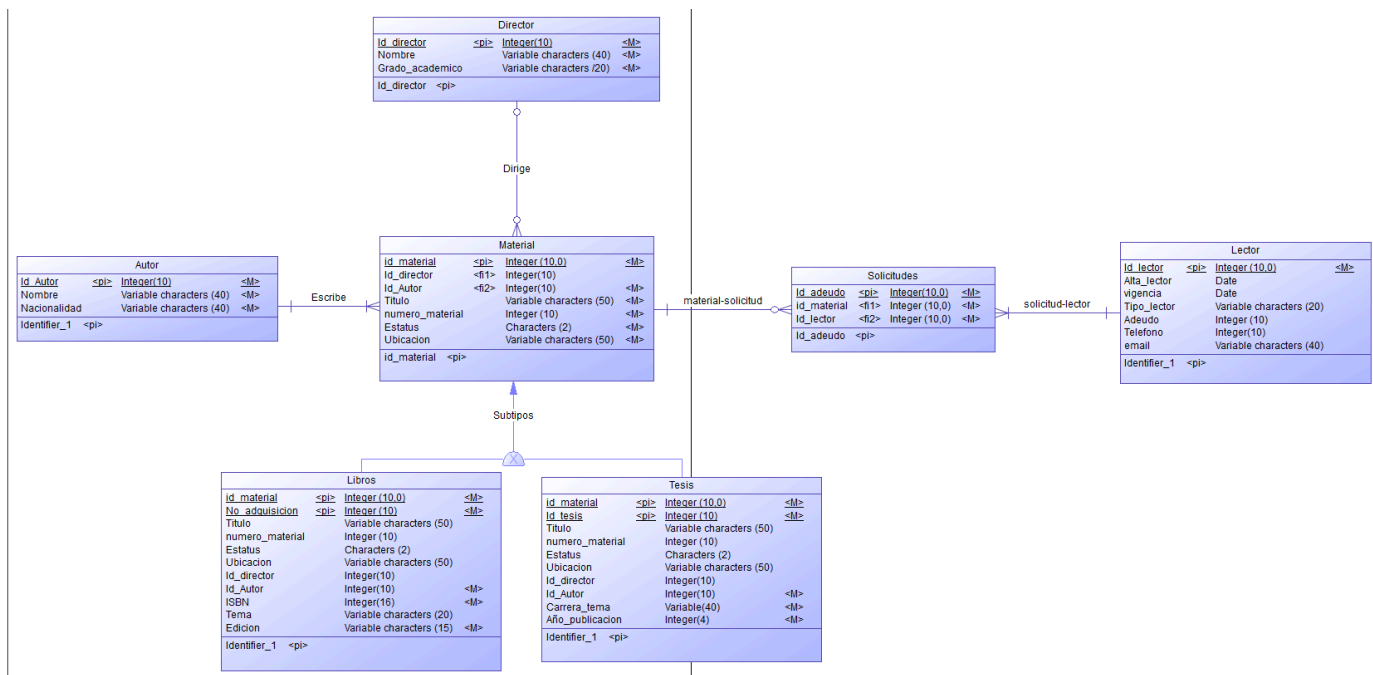 Director
Id_director <pi> Integer(10) <M>
Nombre Variable characters (40) <M>
Grado_academico Variable characters /20) <M>
Id_director <pi>
Dirige
Autor
Id_Autor <pi> Integer(10) <M>
Nombre Variable characters (40) <M>
Nacionalidad Variable characters (40) <M>
Identifier_1 <pi>
Escribe
Material
id_material <pi> Integer (10,0) <M>
Id_director <fi1> Integer(10)
Id_Autor <fi2> Integer(10) <M>
Titulo Variable characters (50) <M>
numero_material Integer (10) <M>
Estatus Characters (2) <M>
Ubicacion Variable characters (50) <M>
id_material <pi>
material-solicitud
Solicitudes
Id_adeudo <pi> Integer(10,0) <M>
Id_material <fi1> Integer (10,0) <M>
Id_lector <fi2> Integer (10,0) <M>
Id_adeudo <pi>
solicitud-lector
Lector
Id_lector <pi> Integer (10,0) <M>
Alta_lector Date
vigencia Date
Tipo_lector Variable characters (20)
Adeudo Integer (10)
Telefono Integer(10)
email Variable characters (40)
Identifier_1 <pi>
Subtipos
Libros
id_material <pi> Integer (10,0) <M>
No_adquisicion <pi> Integer (10) <M>
Titulo Variable characters (50)
numero_material Integer (10)
Estatus Characters (2)
Ubicacion Variable characters (50)
Id_director Integer(10)
Id_Autor Integer(10) <M>
ISBN Integer(16) <M>
Tema Variable characters (20)
Edicion Variable characters (15) <M>
Identifier_1 <pi>
Tesis
id_material <pi> Integer (10,0) <M>
Id_tesis <pi> Integer (10) <M>
Titulo Variable characters (50)
numero_material Integer (10)
Estatus Characters (2)
Ubicacion Variable characters (50)
Id_director Integer(10)
Id_Autor Integer(10) <M>
Carrera_tema Variable(40) <M>
Año_publicacion Integer(4) <M>
Identifier_1 <pi>